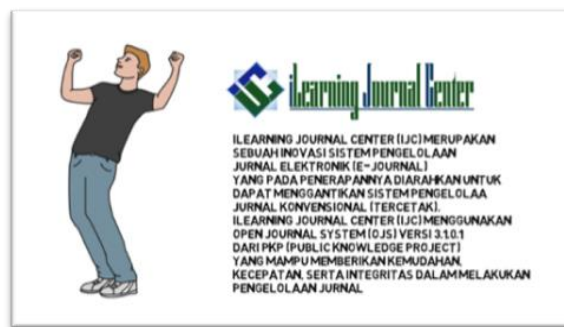 iLearning Journal Center
ILEARNING JOURNAL CENTER (IJC) MERUPAKAN
SEBUAH INOVASI SISTEM PENGELOLAAN
JURNAL ELEKTRONIK (E-JOURNAL)
YANG PADA PENERAPANNYA DIARAHKAN UNTUK
DAPAT MENGGANTIKAN SISTEM PENGELOLAA
JURNAL KONVENSIONAL (TERCETAK).
ILEARNING JOURNAL CENTER (IJC) MENGGUNAKAN
OPEN JOURNAL SYSTEM (OJS) VERSI 3.1.0.1
DARI PKP (PUBLIC KNOWLEDGE PROJECT)
YANG MAMPU MEMBERIKAN KEMUDAHAN,
KECEPATAN, SERTA INTEGRITAS DALAM MELAKUKAN
PENGELOLAAN JURNAL